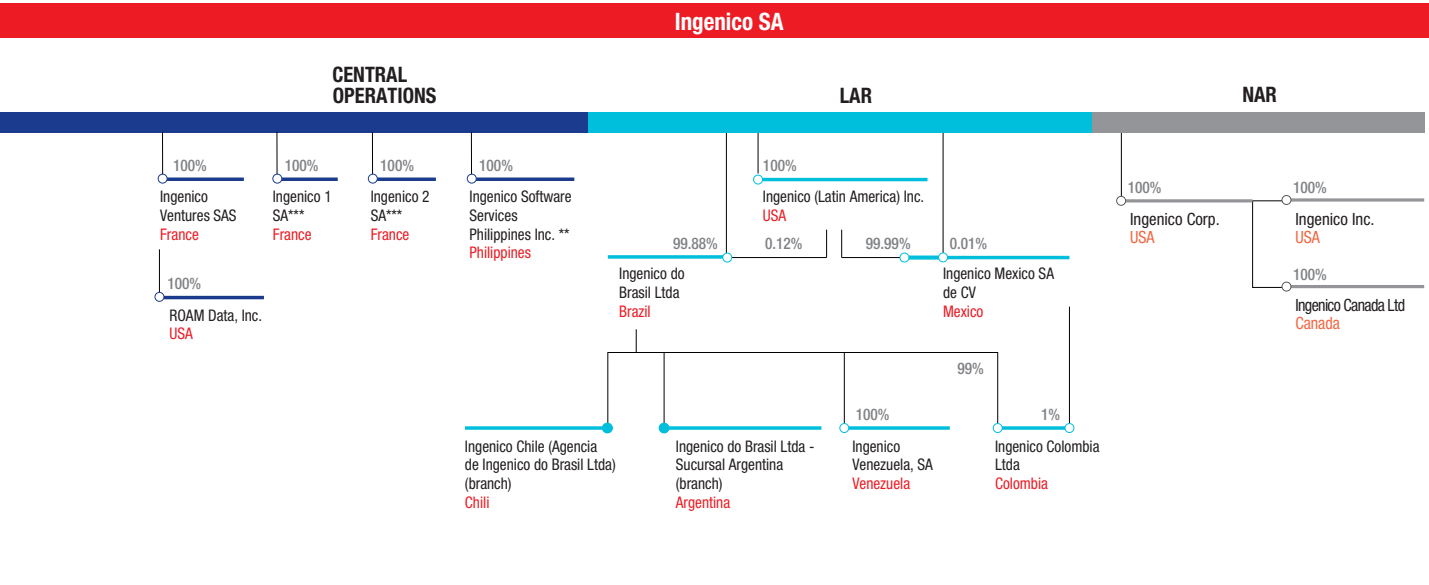 Ingenico SA
CENTRAL
OPERATIONS
LAR
NAR
100%
Ingenico
Ventures SAS
France
100%
Ingenico 1
SA***
France
100%
Ingenico 2
SA***
France
100%
Ingenico Software
Services
Philippines Inc. **
Philippines
100%
ROAM Data, Inc.
USA
100%
Ingenico (Latin America) Inc.
USA
99.88%
0.12%
99.99%
0.01%
Ingenico do
Brasil Ltda
Brazil
Ingenico Mexico SA
de CV
Mexico
99%
100%
1%
Ingenico Chile (Agencia
de Ingenico do Brasil Ltda)
(branch)
Chili
Ingenico do Brasil Ltda -
Sucursal Argentina
(branch)
Argentina
Ingenico
Venezuela, SA
Venezuela
Ingenico Colombia
Ltda
Colombia
100%
Ingenico Corp.
USA
100%
Ingenico Inc.
USA
100%
Ingenico Canada Ltd
Canada